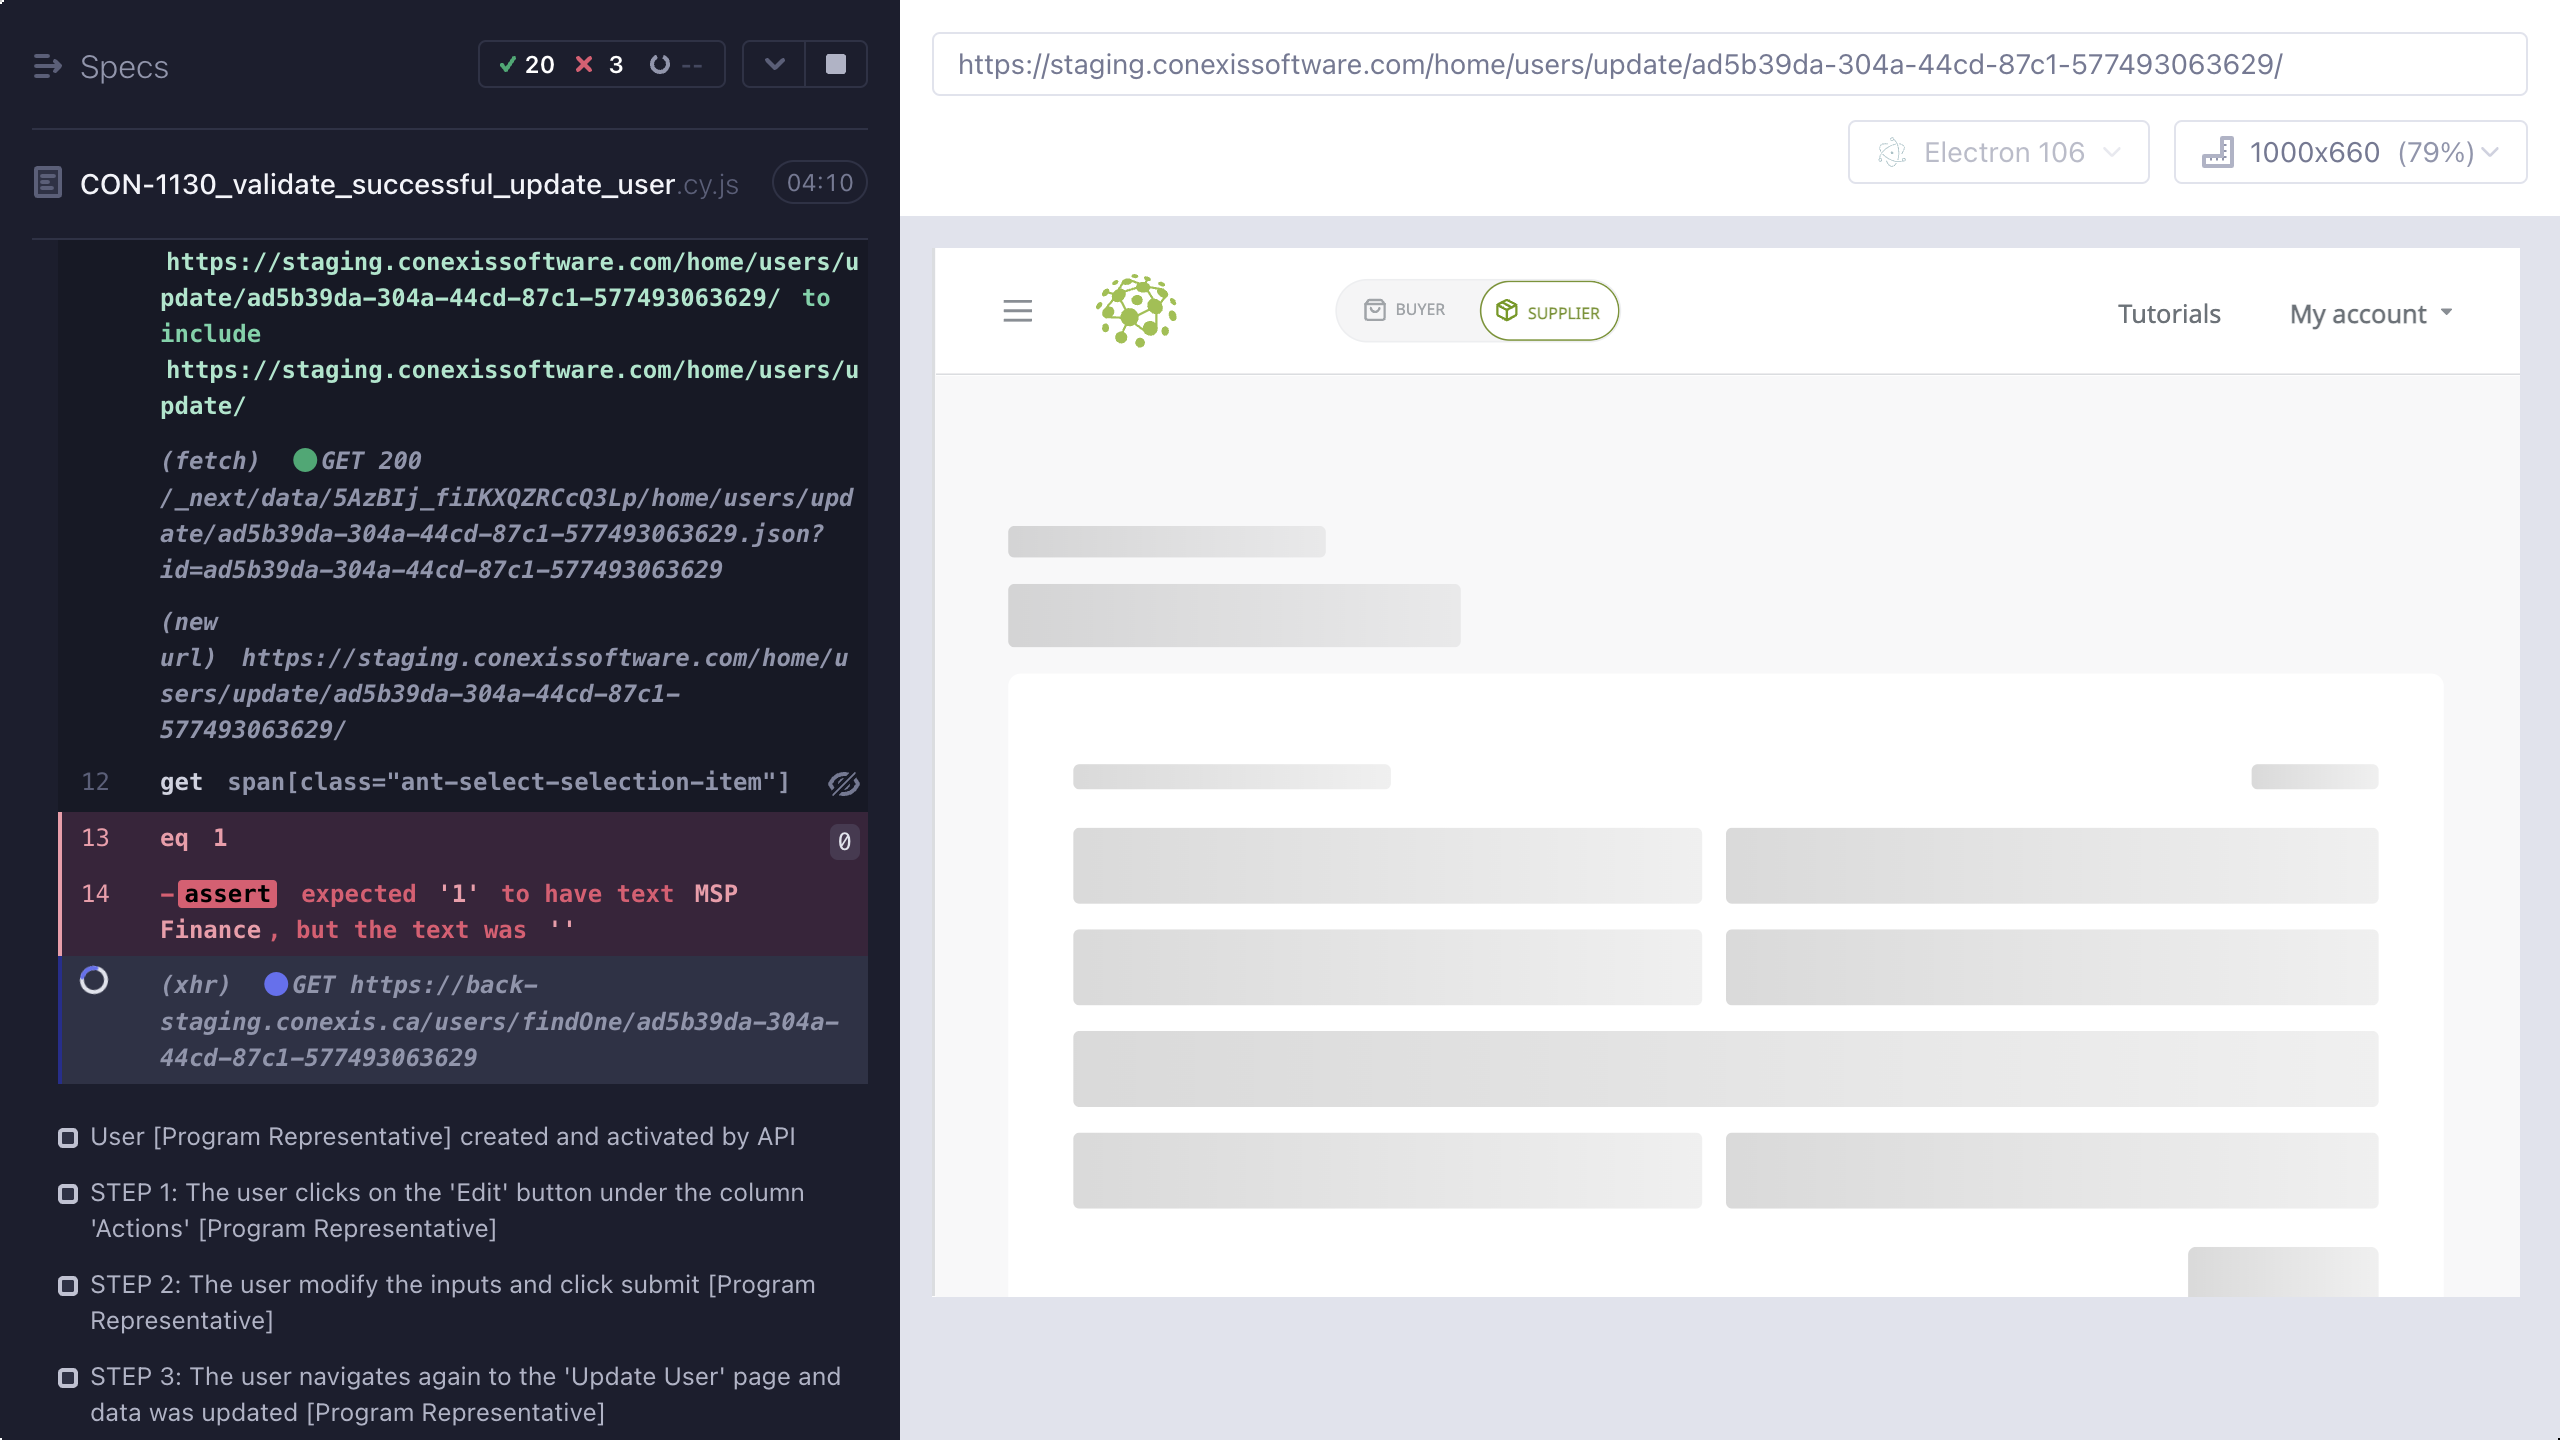 Specs
20 3 --
CON-1130_validate_successful_update_user.cy.js 04:10
https://staging.conexissoftware.com/home/users/u
pdate/ad5b39da-304a-44cd-87c1-577493063629/ to
include
https://staging.conexissoftware.com/home/users/u
pdate/
(fetch) GET 200
/_next/data/5AzBIj_fiIKXQZRCcQ3Lp/home/users/upd
ate/ad5b39da-304a-44cd-87c1-577493063629.json?
id=ad5b39da-304a-44cd-87c1-577493063629
(new
url) https://staging.conexissoftware.com/home/u
sers/update/ad5b39da-304a-44cd-87c1-
577493063629/
12 get span[class="ant-select-selection-item"]
13 eq 1 0
14 -assert expected '1' to have text MSP
Finance, but the text was ''
(xhr) GET https://back-
staging.conexis.ca/users/findOne/ad5b39da-304a-
44cd-87c1-577493063629
User [Program Representative] created and activated by API
STEP 1: The user clicks on the 'Edit' button under the column
'Actions' [Program Representative]
STEP 2: The user modify the inputs and click submit [Program
Representative]
STEP 3: The user navigates again to the 'Update User' page and
data was updated [Program Representative]
https://staging.conexissoftware.com/home/users/update/ad5b39da-304a-44cd-87c1-577493063629/
Electron 106
1000x660 (79%)
BUYER
SUPPLIER
Tutorials
My account